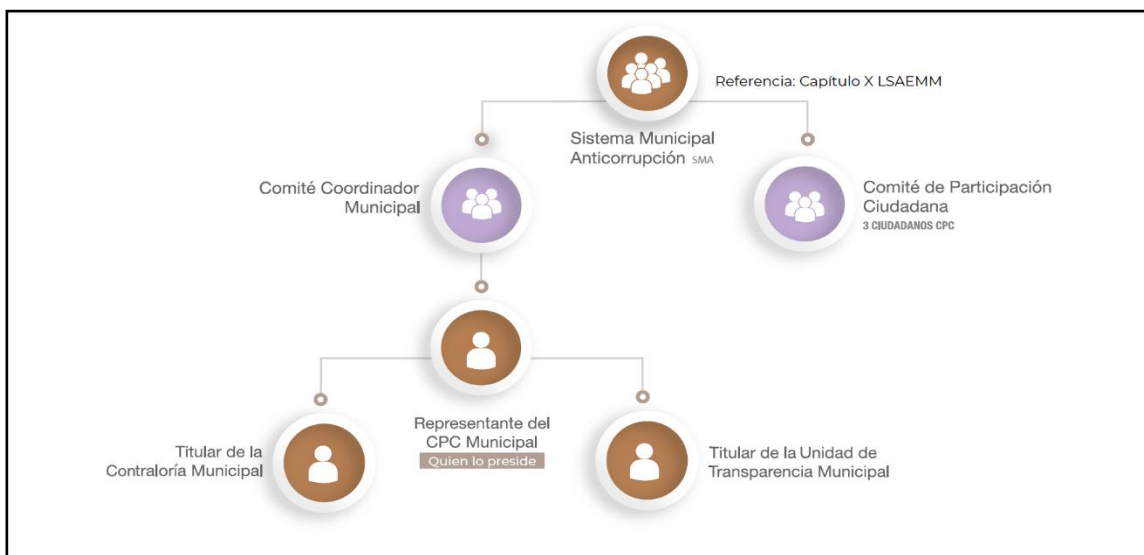 Referencia: Capítulo X LSAEMM
Sistema Municipal
Anticorrupción SMA
Comité Coordinador
Municipal
Comité de Participación
Ciudadana
3 CIUDADANOS CPC
Representante del
CPC Municipal
Quien lo preside
Titular de la
Contraloría Municipal
Titular de la Unidad de
Transparencia Municipal